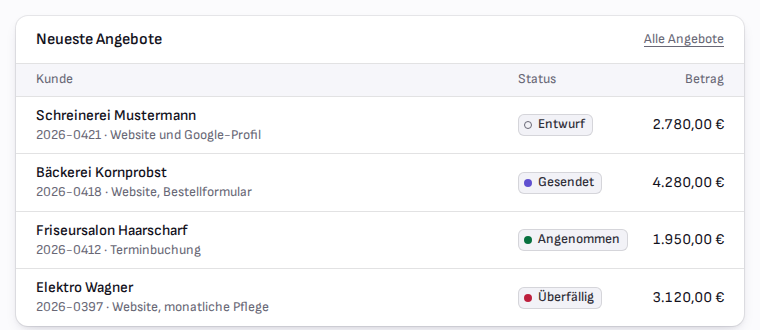 Neueste Angebote
Alle Angebote
Kunde Status Betrag
Schreinerei Mustermann
2026-0421 · Website und Google-Profil
Entwurf
2.780,00 €
Bäckerei Kornprobst
2026-0418 · Website, Bestellformular
Gesendet
4.280,00 €
Friseursalon Haarscharf
2026-0412 · Terminbuchung
Angenommen
1.950,00 €
Elektro Wagner
2026-0397 · Website, monatliche Pflege
Überfällig
3.120,00 €